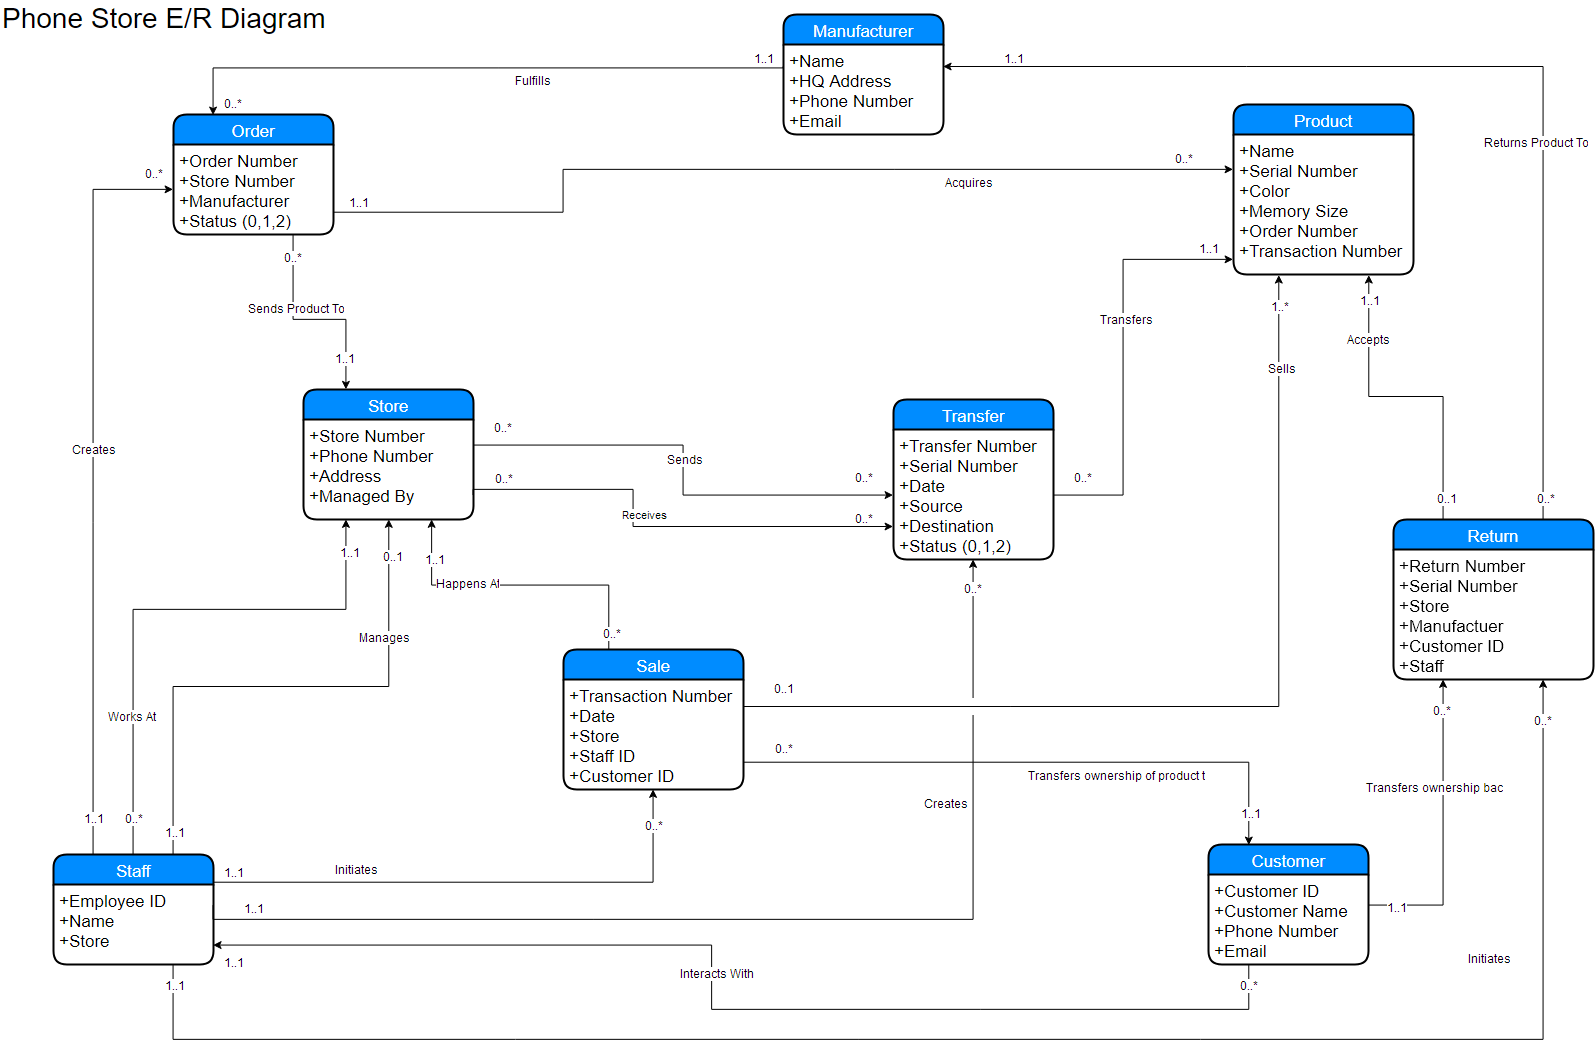 Phone Store E/R Diagram
Manufacturer
+Name
+HQ Address
+Phone Number
+Email
1..1
1..1
Fulfills
0..*
Order
+Order Number
+Store Number
+Manufacturer
+Status (0,1,2)
0..*
1..1
0..*
Acquires
0..*
Product
+Name
+Serial Number
+Color
+Memory Size
+Order Number
+Transaction Number
Returns Product To
1..1
Transfers
1..*
1..1
Accepts
Sells
0..*
Sends Product To
1..1
Creates
Store
+Store Number
+Phone Number
+Address
+Managed By
0..*
Sends
0..*
0..*
Receives
0..*
Transfer
+Transfer Number
+Serial Number
+Date
+Source
+Destination
+Status (0,1,2)
0..*
0..1
0..*
Return
+Return Number
+Serial Number
+Store
+Manufactuer
+Customer ID
+Staff
1..1
0..1
1..1
Happens At
0..*
0..*
Manages
Works At
Sale
+Transaction Number
+Date
+Store
+Staff ID
+Customer ID
0..1
0..*
Transfers ownership of product t
0..*
0..*
Transfers ownership bac
Creates
1..1
1..1
0..*
1..1
0..*
Staff
+Employee ID
+Name
+Store
1..1
Initiates
1..1
1..1
Interacts With
1..1
Customer
+Customer ID
+Customer Name
+Phone Number
+Email
1..1
0..*
Initiates